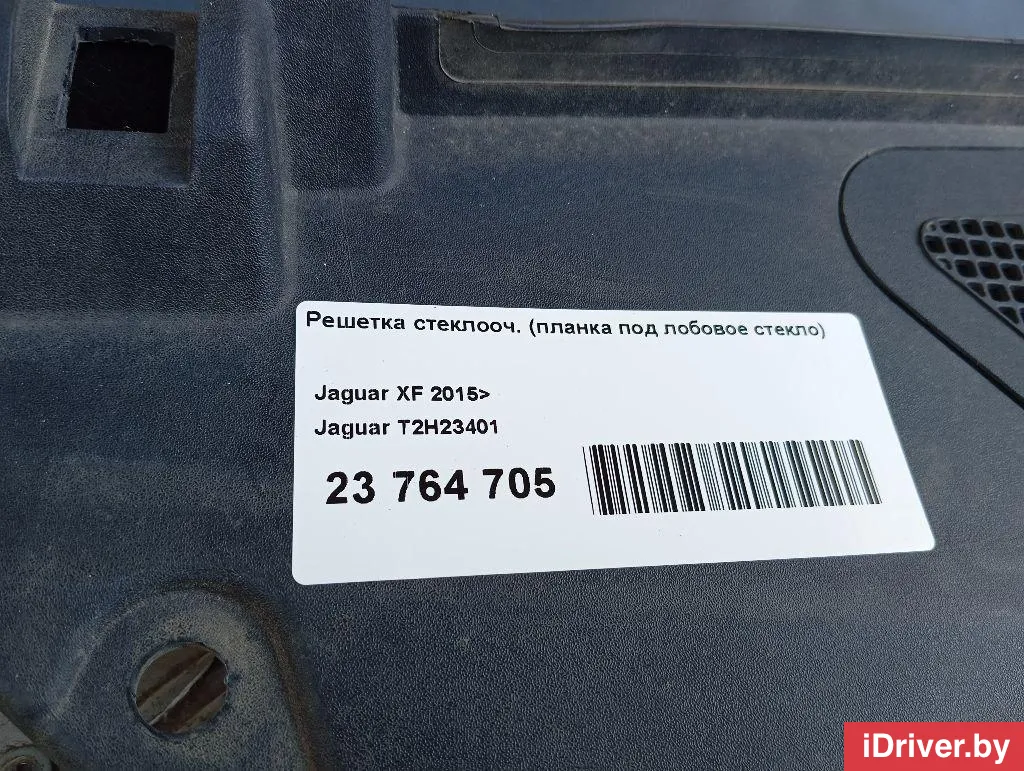 Решетка стеклооч. (планка под лобовое стекло)
Jaguar XF 2015>
Jaguar T2H23401
23 764 705
iDriver.by